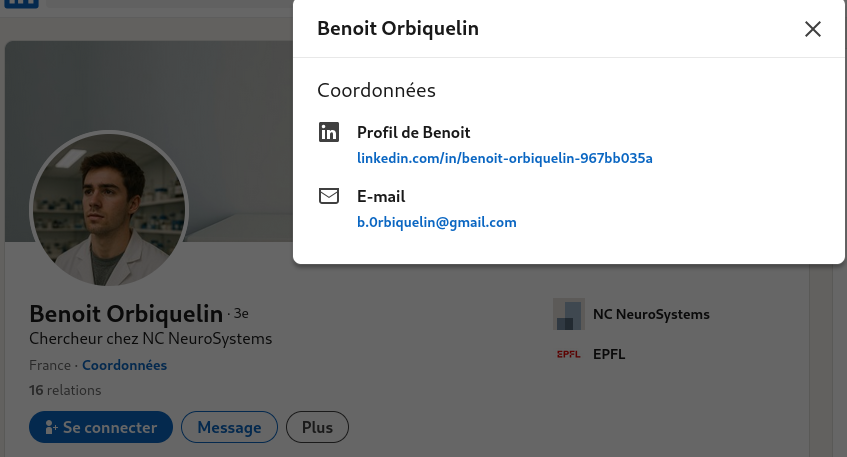 Benoit Orbiquelin
Coordonnées
Profil de Benoit
linkedin.com/in/benoit-orbiquelin-967bb035a
E-mail
b.0rbiquelin@gmail.com
Benoit Orbiquelin · 3e
Chercheur chez NC NeuroSystems
France · Coordonnées
16 relations
Se connecter
Message
Plus
NC NeuroSystems
EPFL EPFL